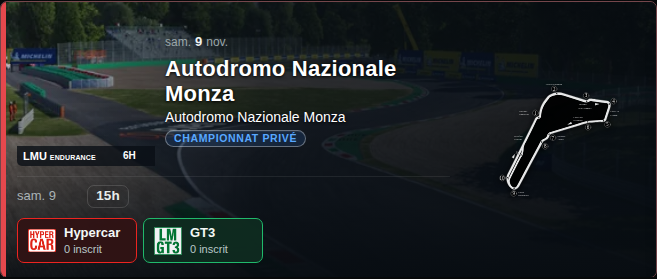 sam. 9 nov.
Autodromo Nazionale
Monza
Autodromo Nazionale Monza
CHAMPIONNAT PRIVÉ
MICHELIN
LMU ENDURANCE 6H
sam. 9 15h
HYPER
CAR
Hypercar
0 inscrit
LM
GT3
GT3
0 inscrit